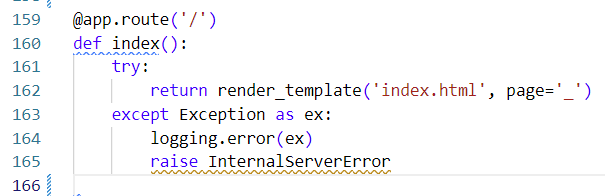 159 @app.route('/')
160 def index():
161     try:
162         return render_template('index.html', page='_')
163     except Exception as ex:
164         logging.error(ex)
165         raise InternalServerError
166